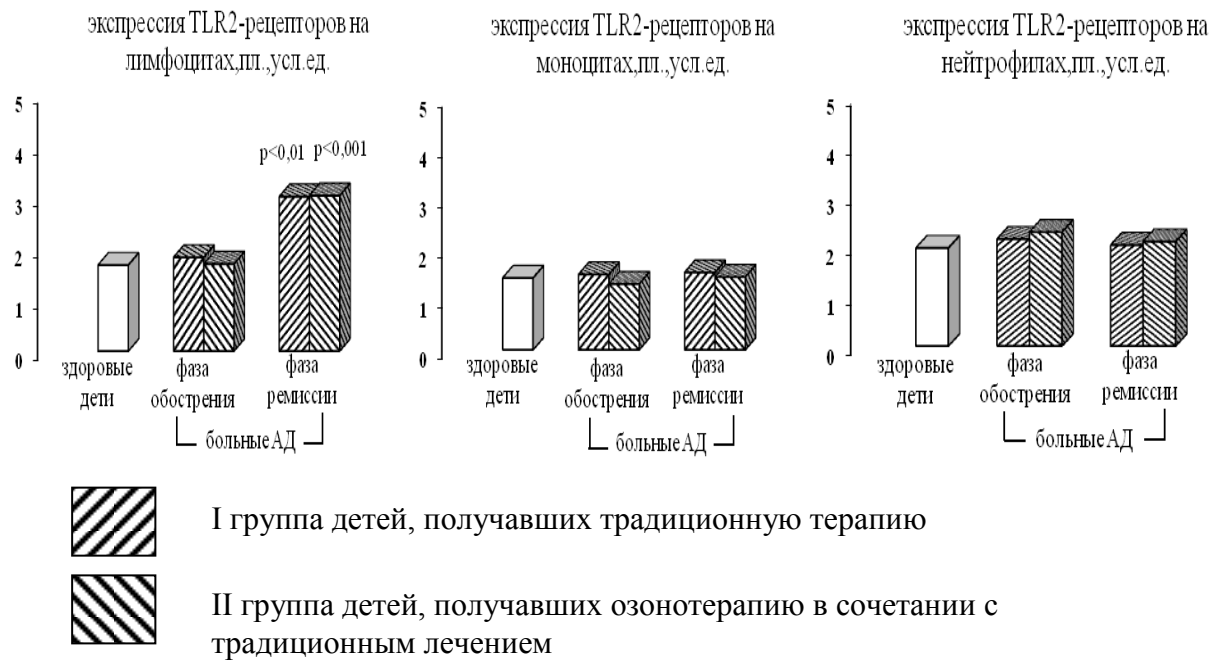 экспрессия TLR2-рецепторов на
лимфоцитах,пл.,усл.ед.
5
4
3
2
1
0
p<0,01 p<0,001
здоровые
дети
фаза
обострения
фаза
ремиссии
больные АД
экспрессия TLR2-рецепторов на
моноцитах,пл.,усл.ед.
5
4
3
2
1
0
здоровые
дети
фаза
обострения
фаза
ремиссии
больные АД
экспрессия TLR2-рецепторов на
нейтрофилах,пл.,усл.ед.
5
4
3
2
1
0
здоровые
дети
фаза
обострения
фаза
ремиссии
больные АД
I группа детей, получавших традиционную терапию
II группа детей, получавших озонотерапию в сочетании с
традиционным лечением